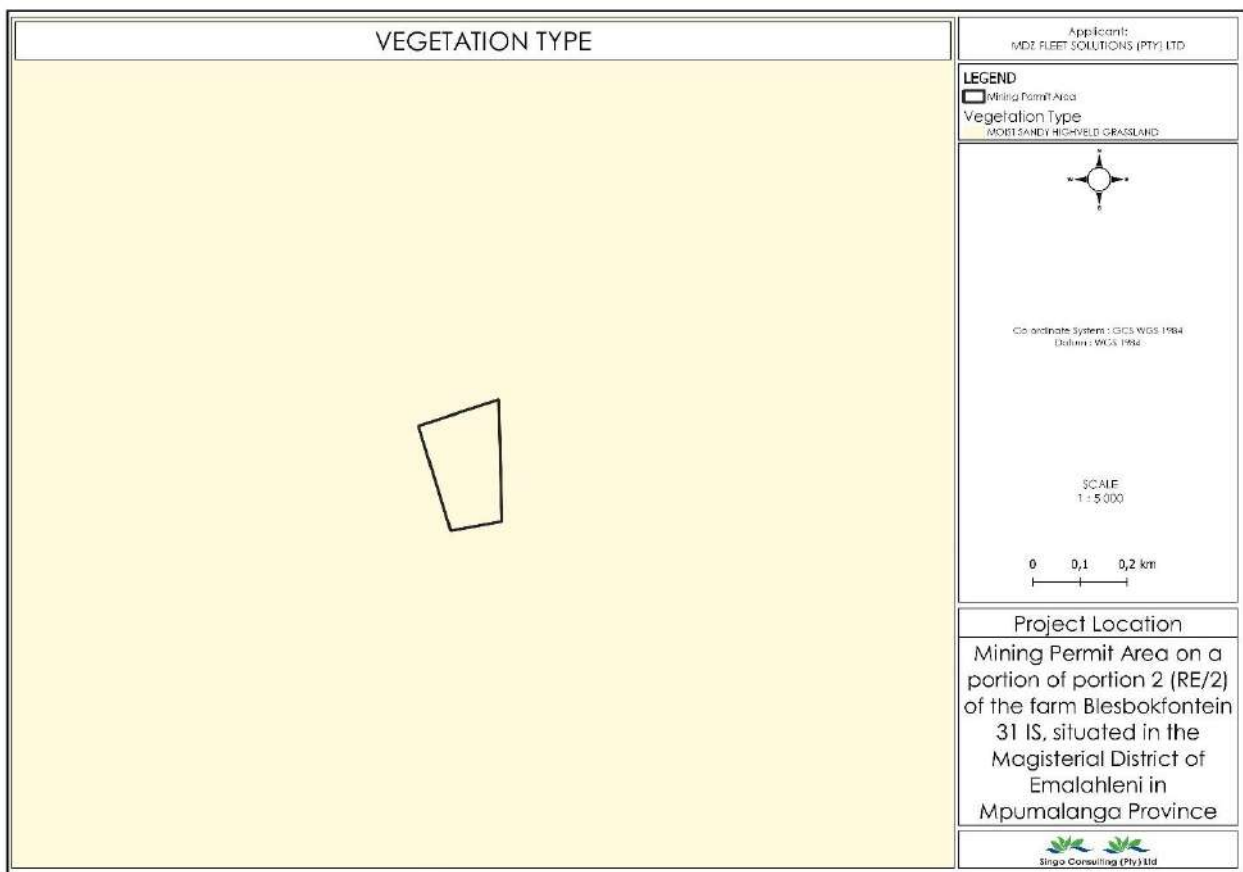 VEGETATION TYPE
Applicant:
MDZ FLEET SOLUTIONS (PTY) LTD
LEGEND
Mining Permit Area
Vegetation Type
MOIST SANDY HIGHVELD GRASSLAND
N
W
S
Co ordinate System : GCS WGS 1984
Datum : WGS 1984
SCALE
1 : 5 000
0 0,1 0,2 km
Project Location
Mining Permit Area on a
portion of portion 2 (RE/2)
of the farm Blesbokfontein
31 IS, situated in the
Magisterial District of
Emalahleni in
Mpumalanga Province
Singo Consulting (Pty) Ltd